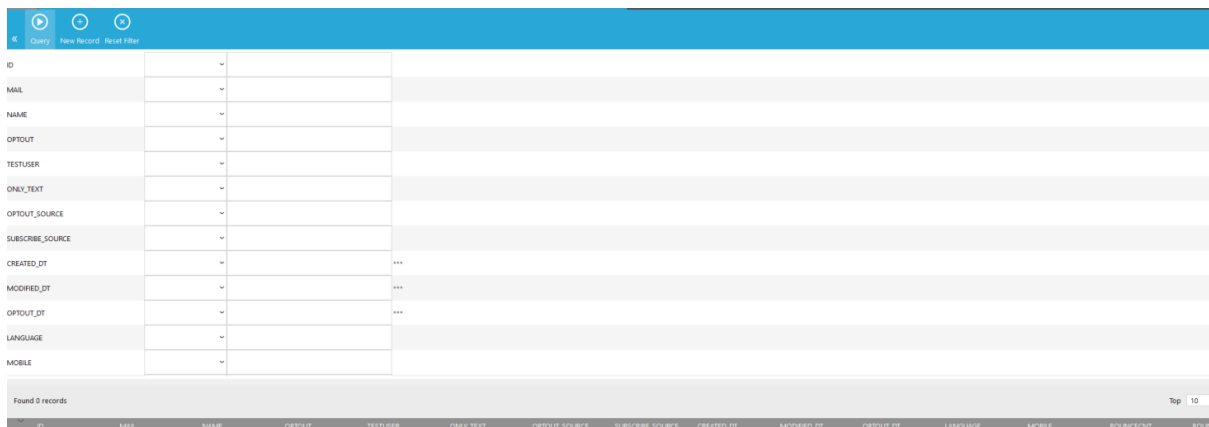 « Query New Record Reset Filter
ID
MAIL
NAME
OPTOUT
TESTUSER
ONLY_TEXT
OPTOUT_SOURCE
SUBSCRIBE_SOURCE
CREATED_DT ***
MODIFIED_DT ***
OPTOUT_DT ***
LANGUAGE
MOBILE
Found 0 records Top 10
ID MAIL NAME OPTOUT TESTUSER ONLY_TEXT OPTOUT_SOURCE SUBSCRIBE_SOURCE CREATED_DT MODIFIED_DT OPTOUT_DT LANGUAGE MOBILE BOUNCECNT